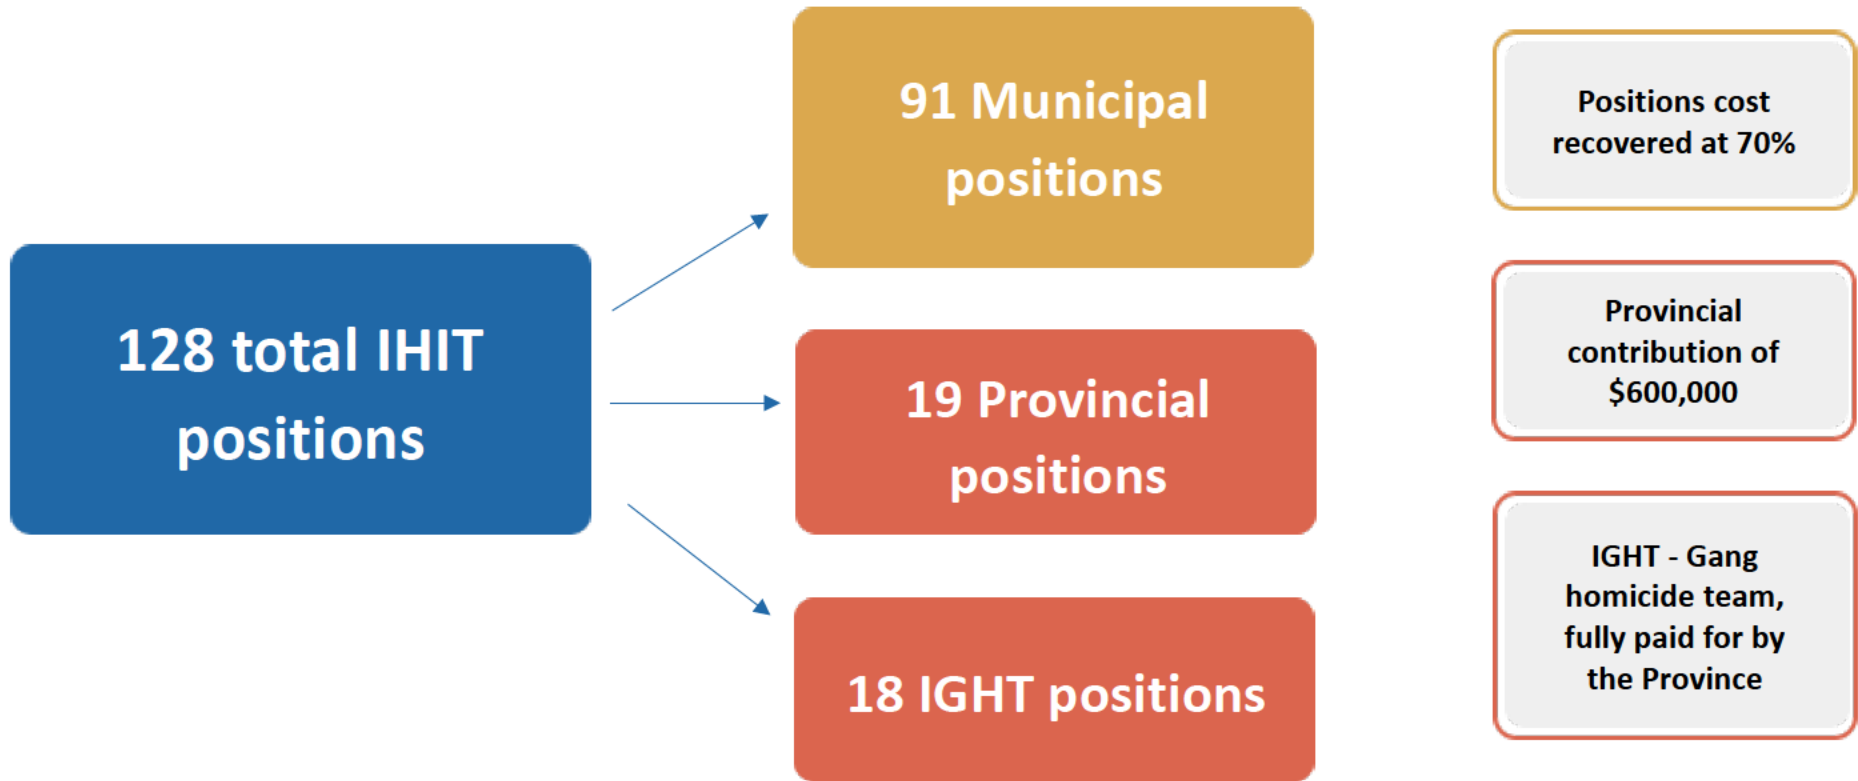 128 total IHIT
positions
91 Municipal
positions
19 Provincial
positions
18 IGHT positions
Positions cost
recovered at 70%
Provincial
contribution of
$600,000
IGHT - Gang
homicide team,
fully paid for by
the Province